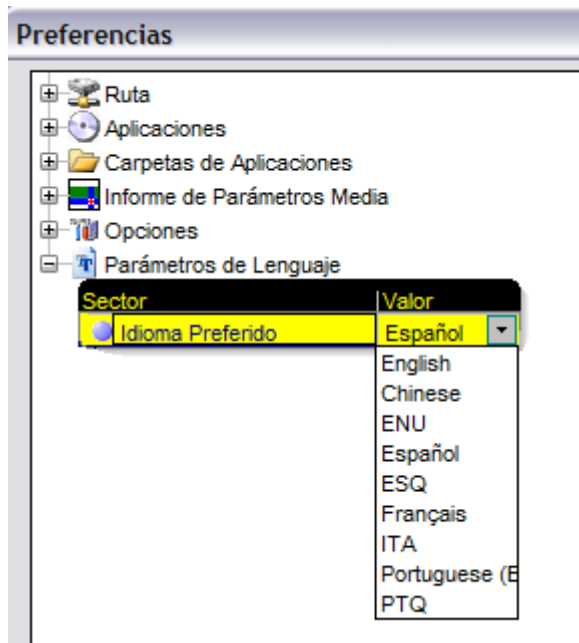 Preferencias
Ruta
Aplicaciones
Carpetas de Aplicaciones
Informe de Parámetros Media
Opciones
Parámetros de Lenguaje
Sector Valor
Idioma Preferido Español
English
Chinese
ENU
Español
ESQ
Français
ITA
Portuguese (E
PTQ